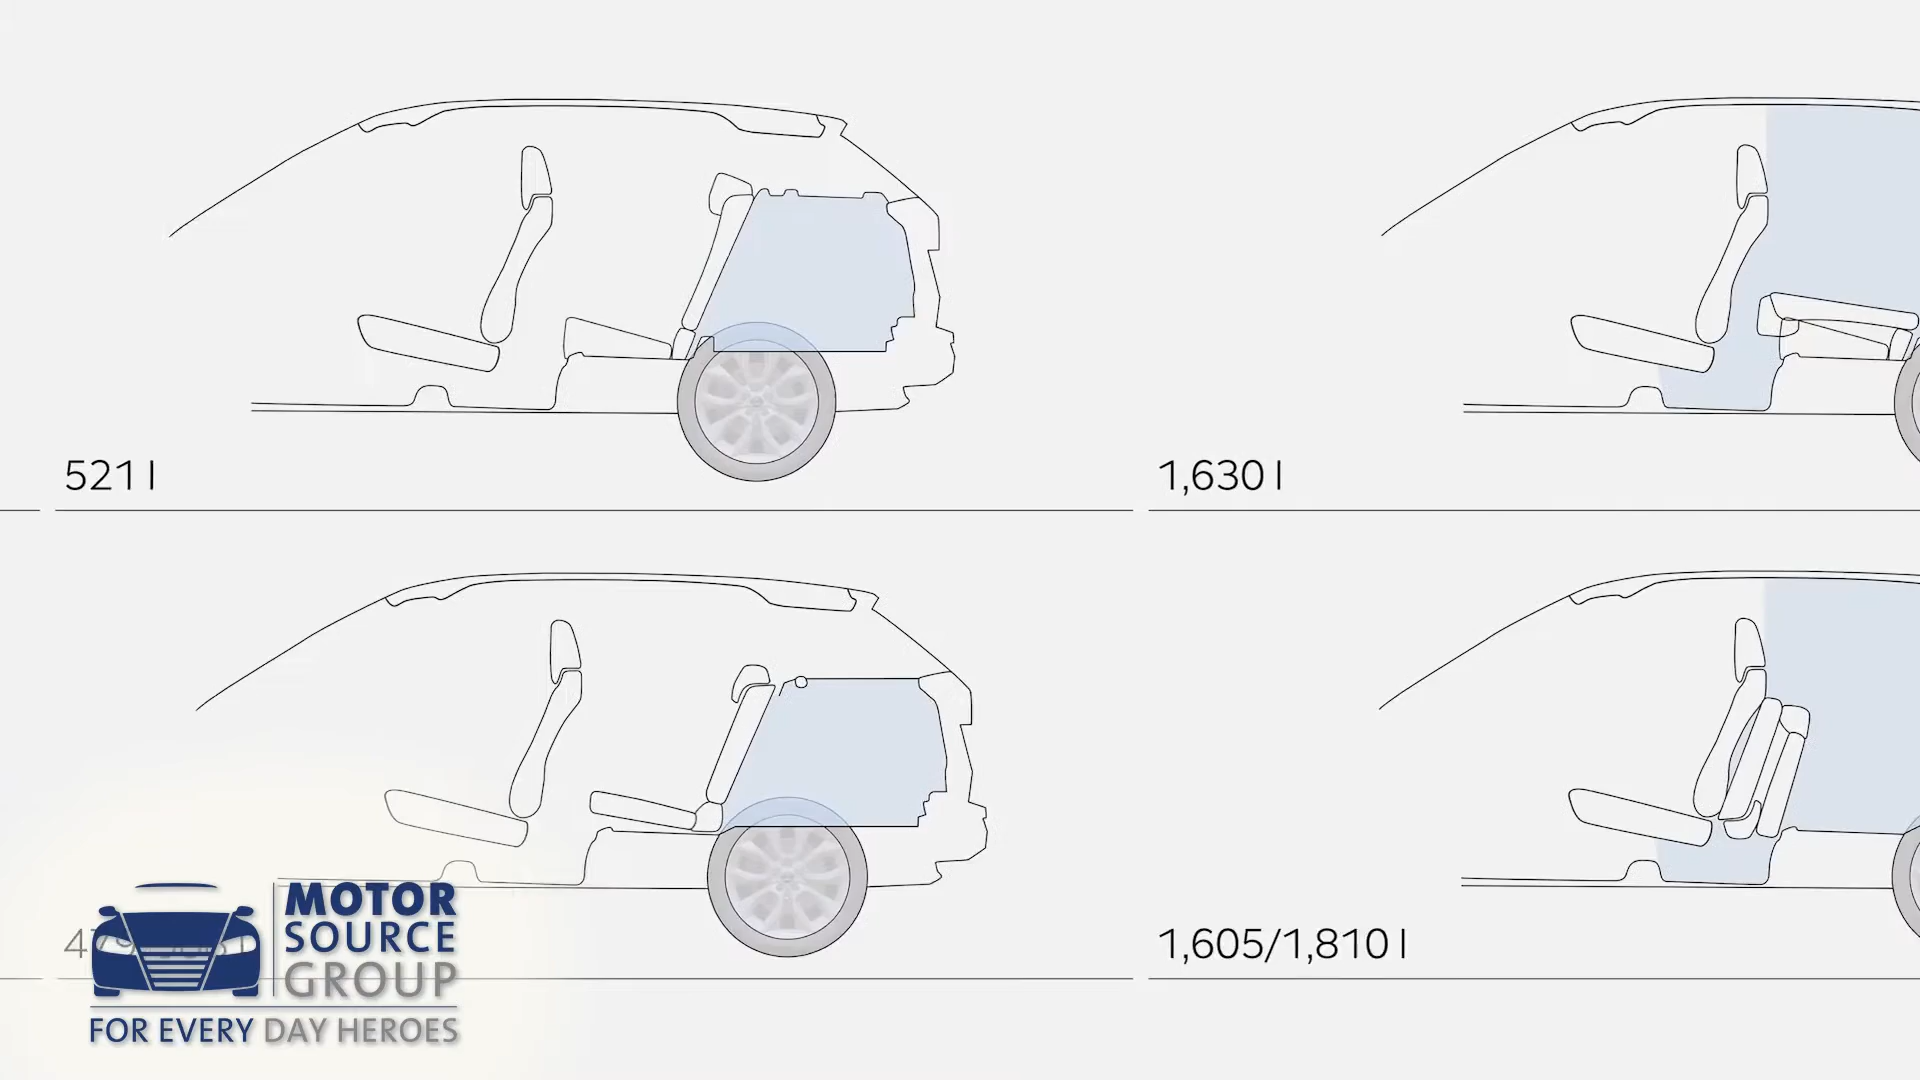 521 l
1,630 l
1,605/1,810 l
MOTOR
SOURCE
GROUP
FOR EVERY DAY HEROES